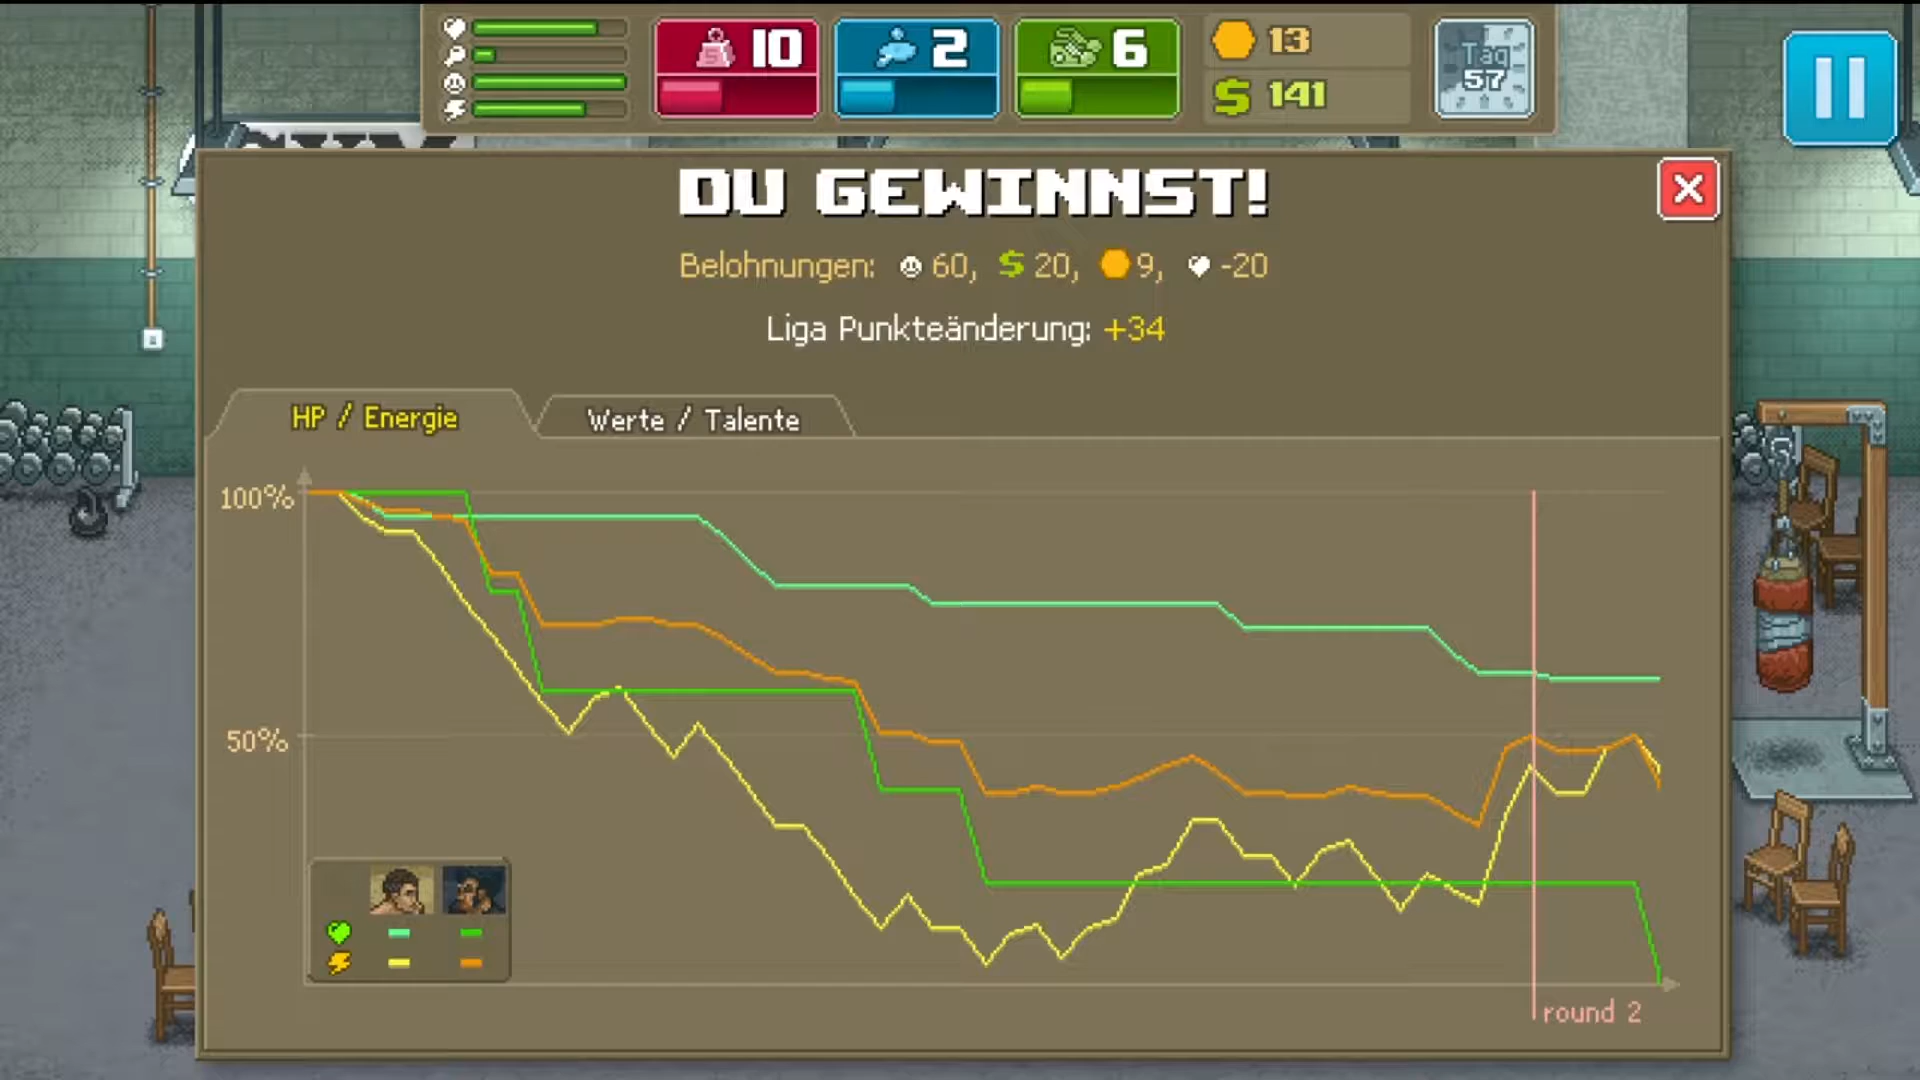 10
2
6
13
141
Tag
57
DU GEWINNST!
Belohnungen: 60, $ 20, 9, -20
Liga Punkteänderung: +34
HP / Energie
Werte / Talente
100%
50%
round 2